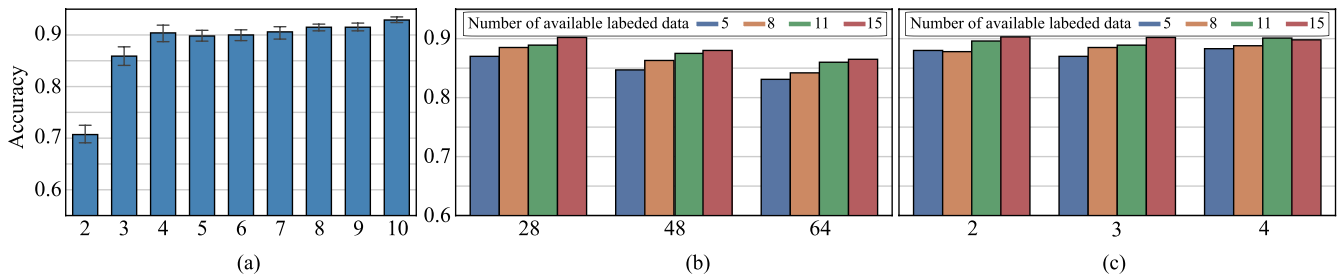 Accuracy
0.9
0.8
0.7
0.6
2 3 4 5 6 7 8 9 10
(a)
Number of available labeded data 5 8 11 15
0.9
0.8
0.7
0.6
28 48 64
(b)
Number of available labeded data 5 8 11 15
2 3 4
(c)